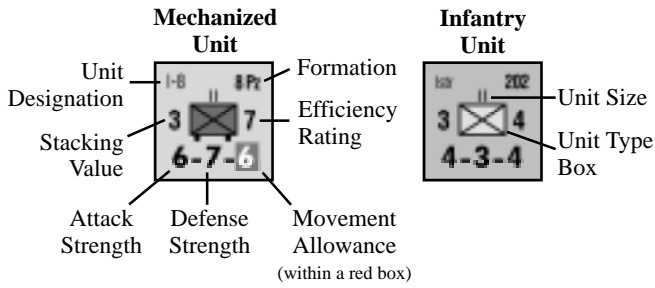 Mechanized
Unit
Infantry
Unit
Unit
Designation
I-8
8 Pz
Formation
Istr
202
Unit Size
Stacking
Value
3
7
Efficiency
Rating
3
4
Unit Type
Box
6-7-6
4-3-4
Attack
Strength
Defense
Strength
Movement
Allowance
(within a red box)